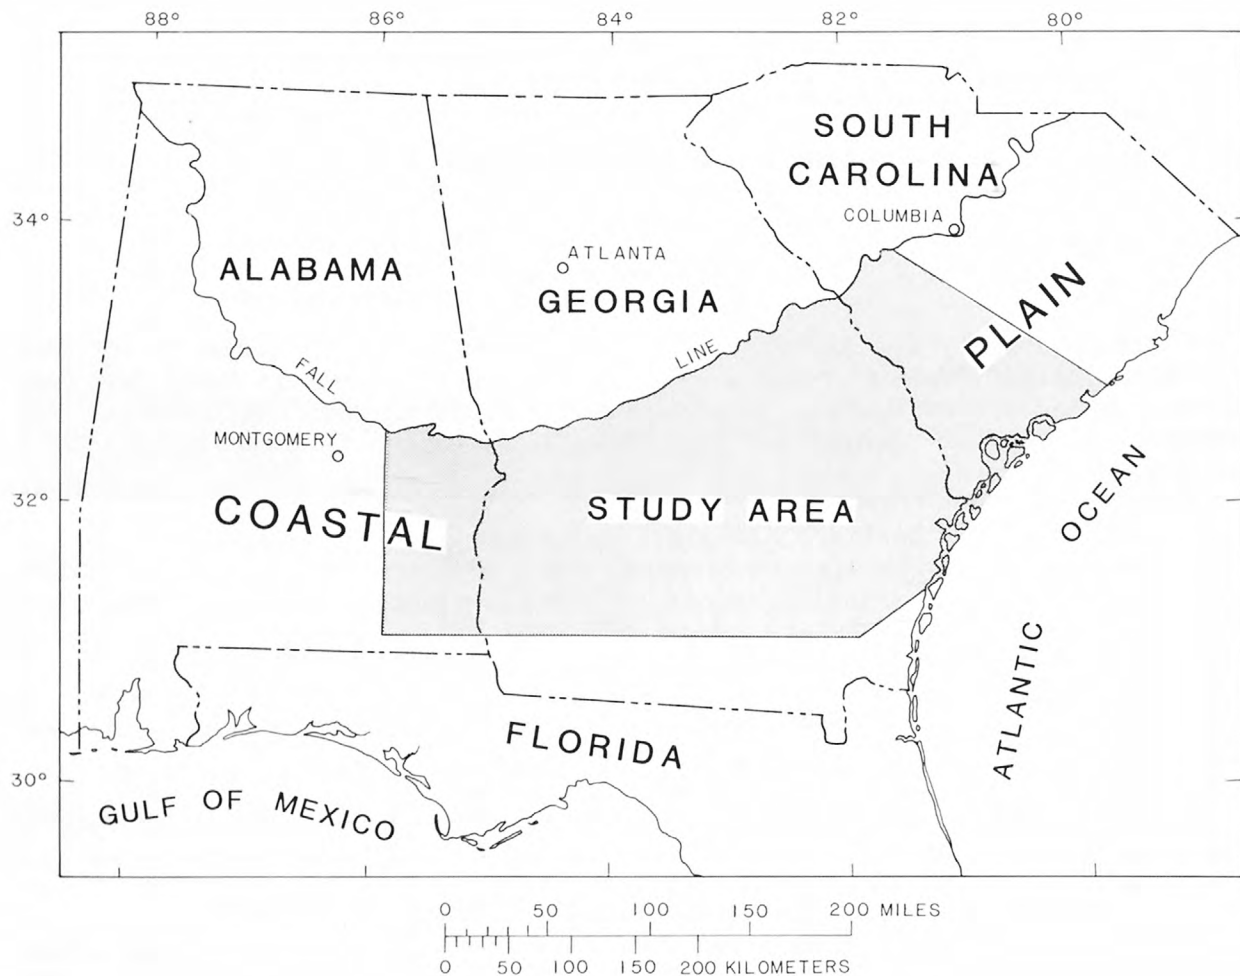 88° 86° 84° 82° 80°
SOUTH
CAROLINA
34°
COLUMBIA
ATLANTA
ALABAMA
GEORGIA
PLAIN
LINE
FALL
MONTGOMERY
32°
COASTAL
STUDY AREA
OCEAN
ATLANTIC
FLORIDA
30°
GULF OF MEXICO
0 50 100 150 200 MILES
0 50 100 150 200 KILOMETERS